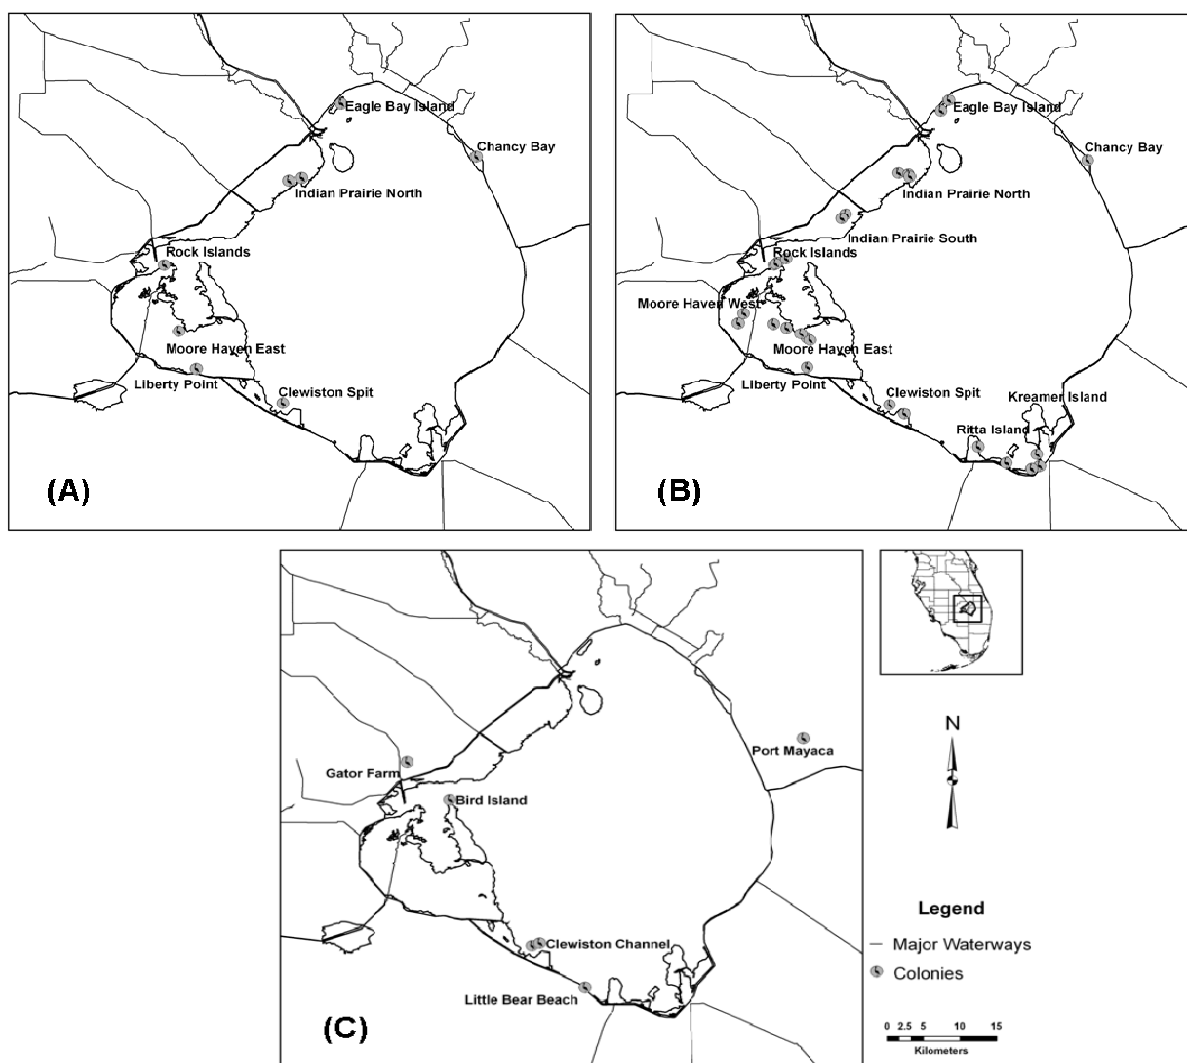 Eagle Bay Island
Chancy Bay
Indian Prairie North
Rock Islands
Moore Haven East
Liberty Point
Clewiston Spit
(A)
Eagle Bay Island
Chancy Bay
Indian Prairie North
Indian Prairie South
Rock Islands
Moore Haven West
Moore Haven East
Liberty Point
Clewiston Spit
Kreamer Island
Ritta Island
(B)
Port Mayaca
Gator Farm
Bird Island
Clewiston Channel
Little Bear Beach
(C)
N
Legend
Major Waterways
Colonies
0 2.5 5 10 15
Kilometers